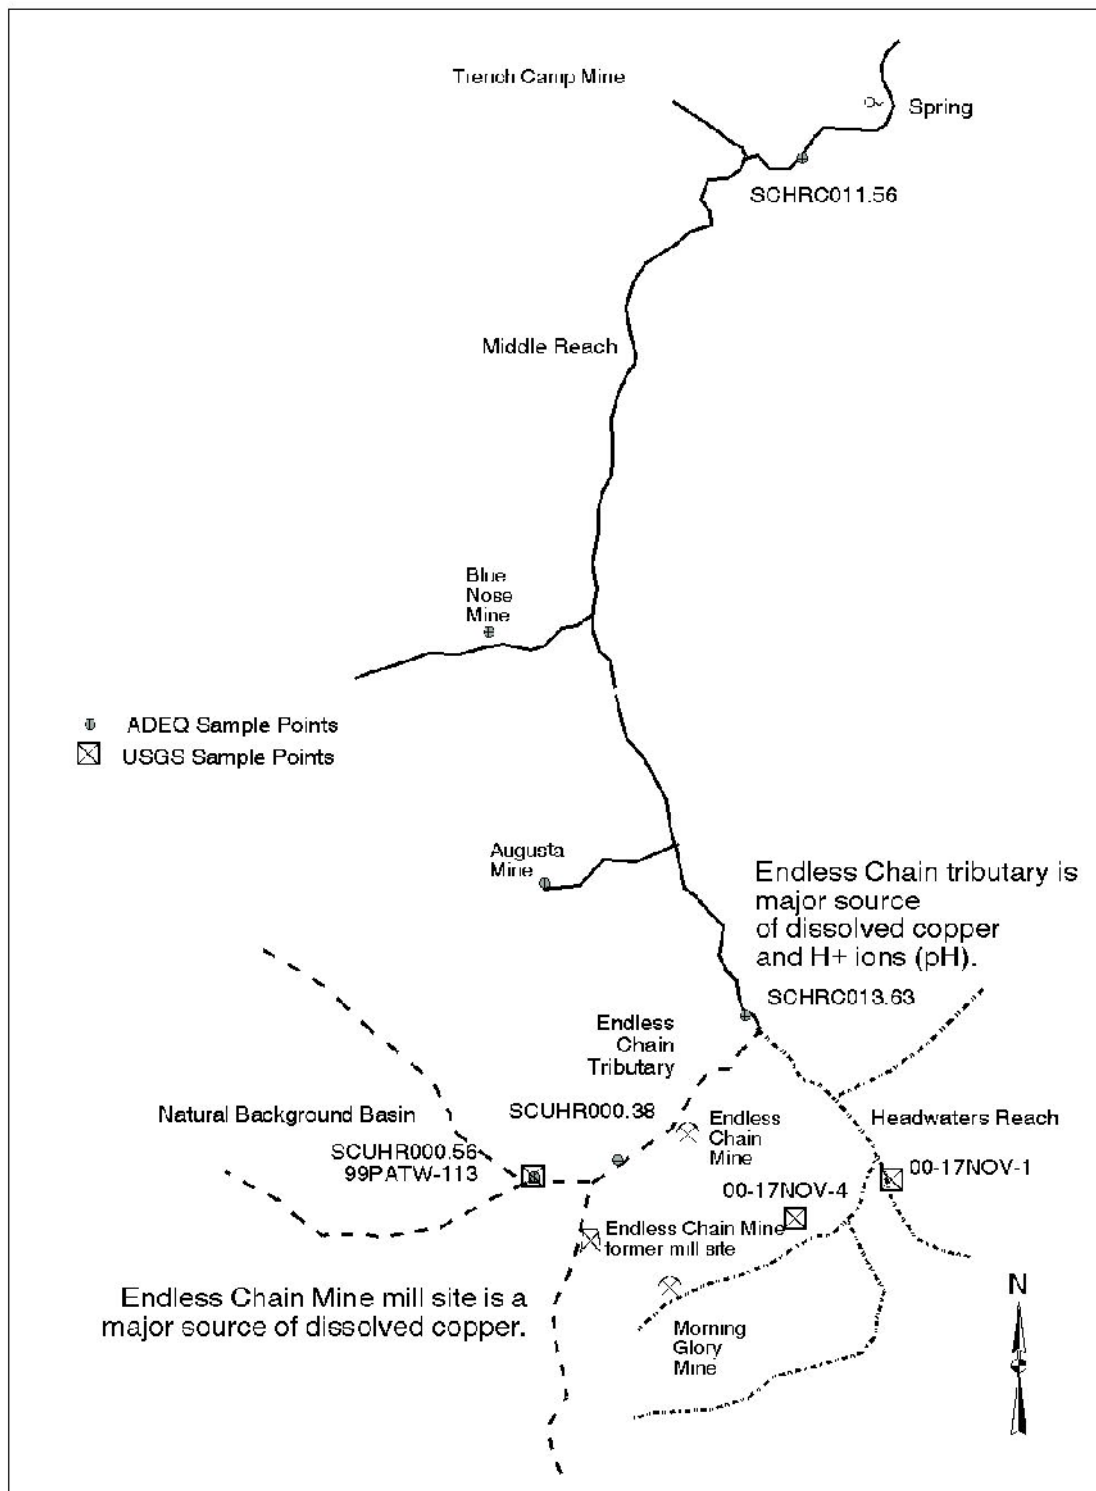 Trench Camp Mine
Spring
SCHRC011.56
Middle Reach
Blue
Nose
Mine
ADEQ Sample Points
USGS Sample Points
Augusta
Mine
Endless Chain tributary is
major source
of dissolved copper
and H+ ions (pH).
SCHRC013.63
Endless
Chain
Tributary
Natural Background Basin
SCUHR000.38
Endless
Chain
Mine
Headwaters Reach
SCUHR000.56
99PATW-113
00-17NOV-1
00-17NOV-4
Endless Chain Mine
former mill site
Endless Chain Mine mill site is a
major source of dissolved copper.
Morning
Glory
Mine
N